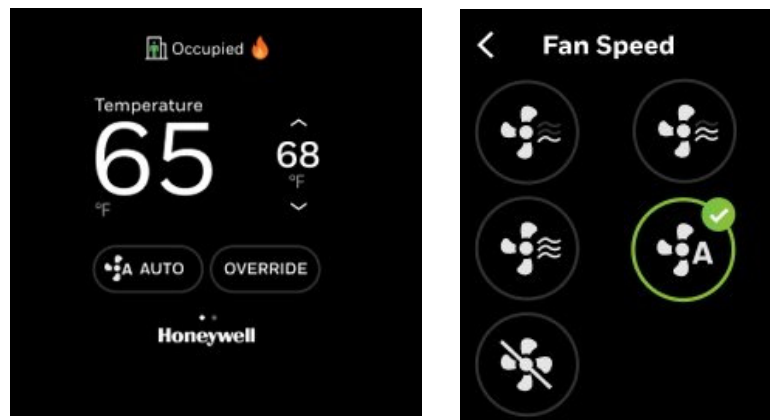 Occupied
Temperature
65
°F
68
°F
A AUTO
OVERRIDE
Honeywell
Fan Speed
A